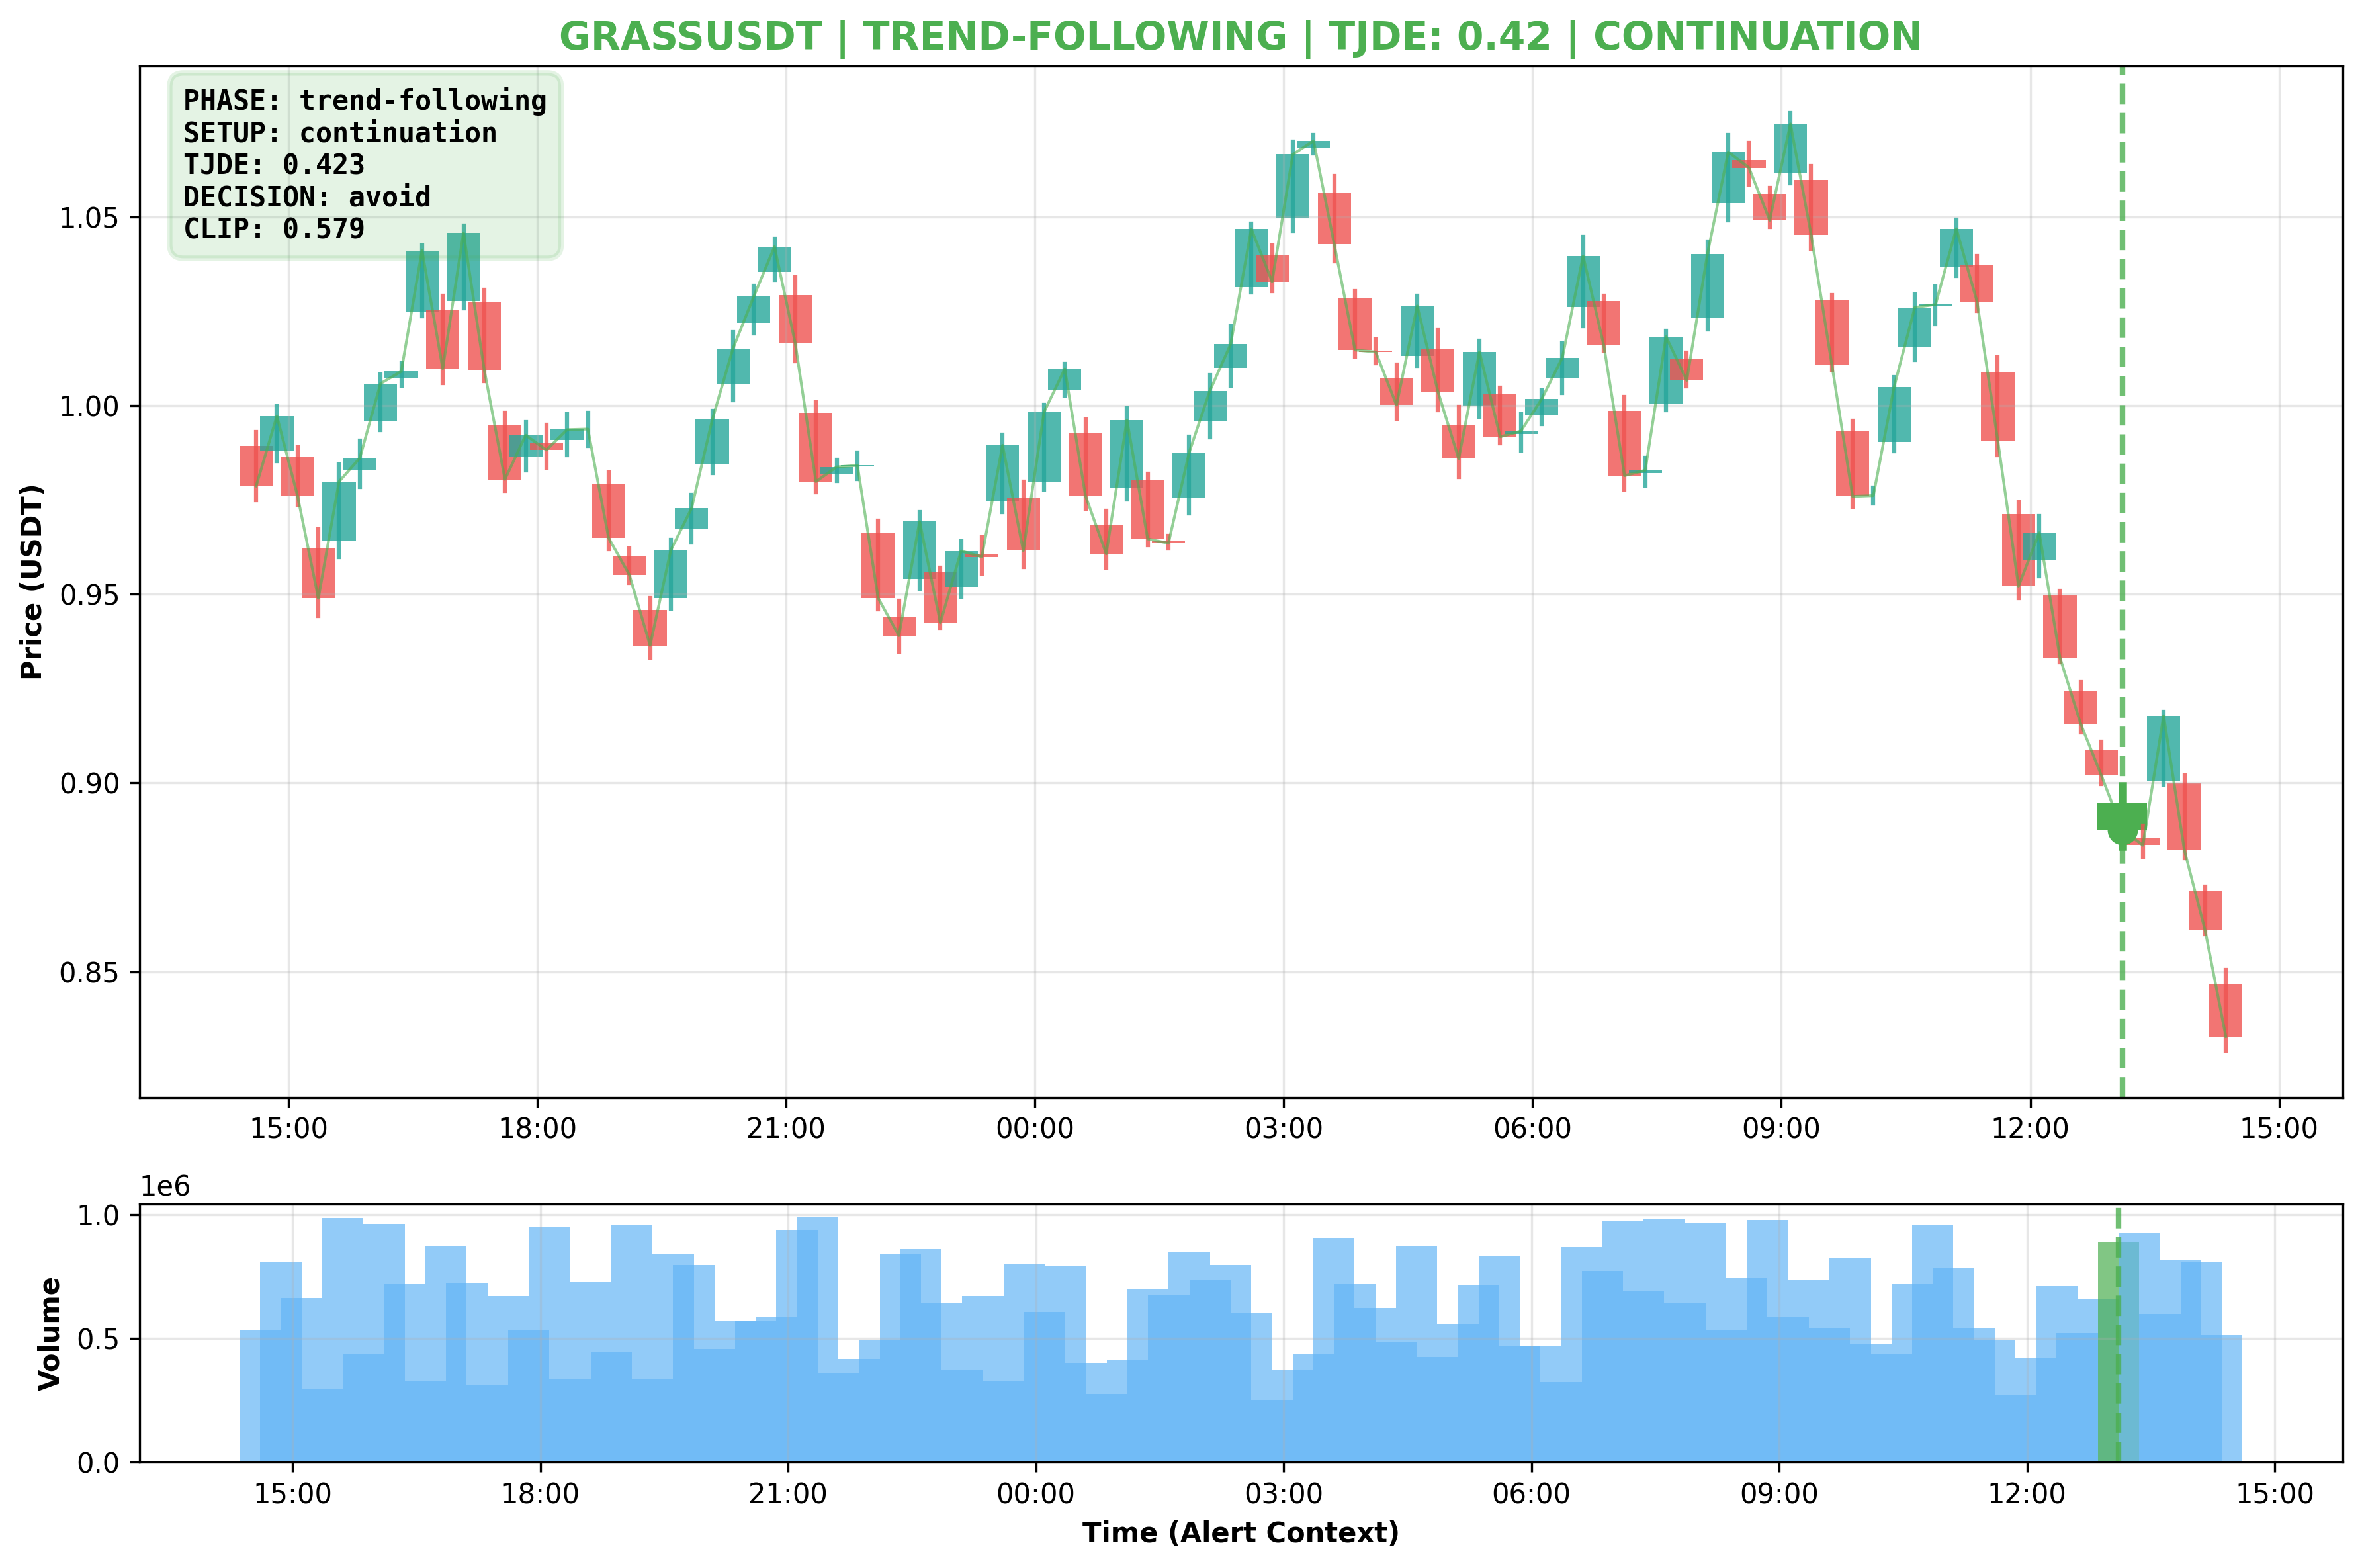 GRASSUSDT | TREND-FOLLOWING | TJDE: 0.42 | CONTINUATION
PHASE: trend-following
SETUP: continuation
TJDE: 0.423
DECISION: avoid
CLIP: 0.579
Price (USDT)
1.05
1.00
0.95
0.90
0.85
15:00 18:00 21:00 00:00 03:00 06:00 09:00 12:00 15:00
1e6
Volume
1.0
0.5
0.0
15:00 18:00 21:00 00:00 03:00 06:00 09:00 12:00 15:00
Time (Alert Context)